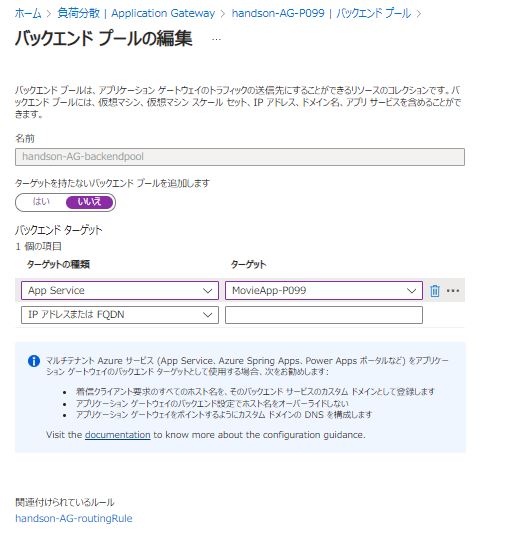 ホーム > 負荷分散 | Application Gateway > handson-AG-P099 | バックエンド プール >
バックエンド プールの編集 …
バックエンド プールは、アプリケーション ゲートウェイのトラフィックの送信先にすることができるリソースのコレクションです。バ
ックエンド プールには、仮想マシン、仮想マシン スケール セット、IP アドレス、ドメイン名、アプリ サービスを含めることがで
きます。
名前
handson-AG-backendpool
ターゲットを持たないバックエンド プールを追加します
はい いいえ
バックエンド ターゲット
1 個の項目
ターゲットの種類 ターゲット
App Service MovieApp-P099
IP アドレスまたは FQDN
マルチテナント Azure サービス (App Service、Azure Spring Apps、Power Apps ポータルなど) をアプリケー
ション ゲートウェイのバックエンド ターゲットとして使用する場合、次をお勧めします:
• 着信クライアント要求のすべてのホスト名を、そのバックエンド サービスのカスタム ドメインとして登録します
• アプリケーション ゲートウェイのバックエンド設定でホスト名をオーバーライドしない
• アプリケーション ゲートウェイをポイントするようにカスタム ドメインの DNS を構成します
Visit the documentation to know more about the configuration guidance.
関連付けられているルール
handson-AG-routingRule